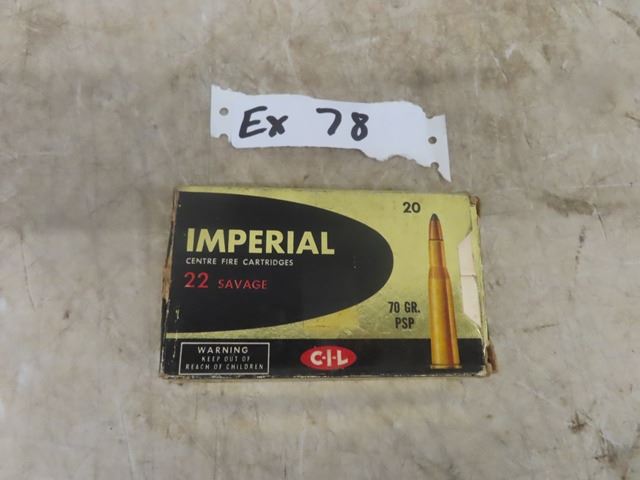 Ex 78
20
IMPERIAL
CENTRE FIRE CARTRIDGES
22 SAVAGE
70 GR.
PSP
WARNING
KEEP OUT OF
REACH OF CHILDREN
C-I-L